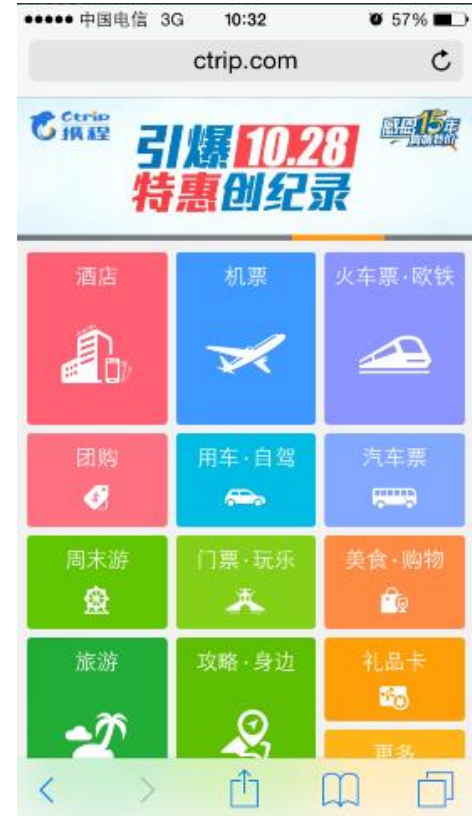 中国电信 3G 10:32 57%
ctrip.com
Ctrip
携程
引爆10.28
特惠创纪录
感恩15年
酒店 机票 火车票·欧铁
团购 用车·自驾 汽车票
周末游 门票·玩乐 美食·购物
旅游 攻略·身边 礼品卡
更多